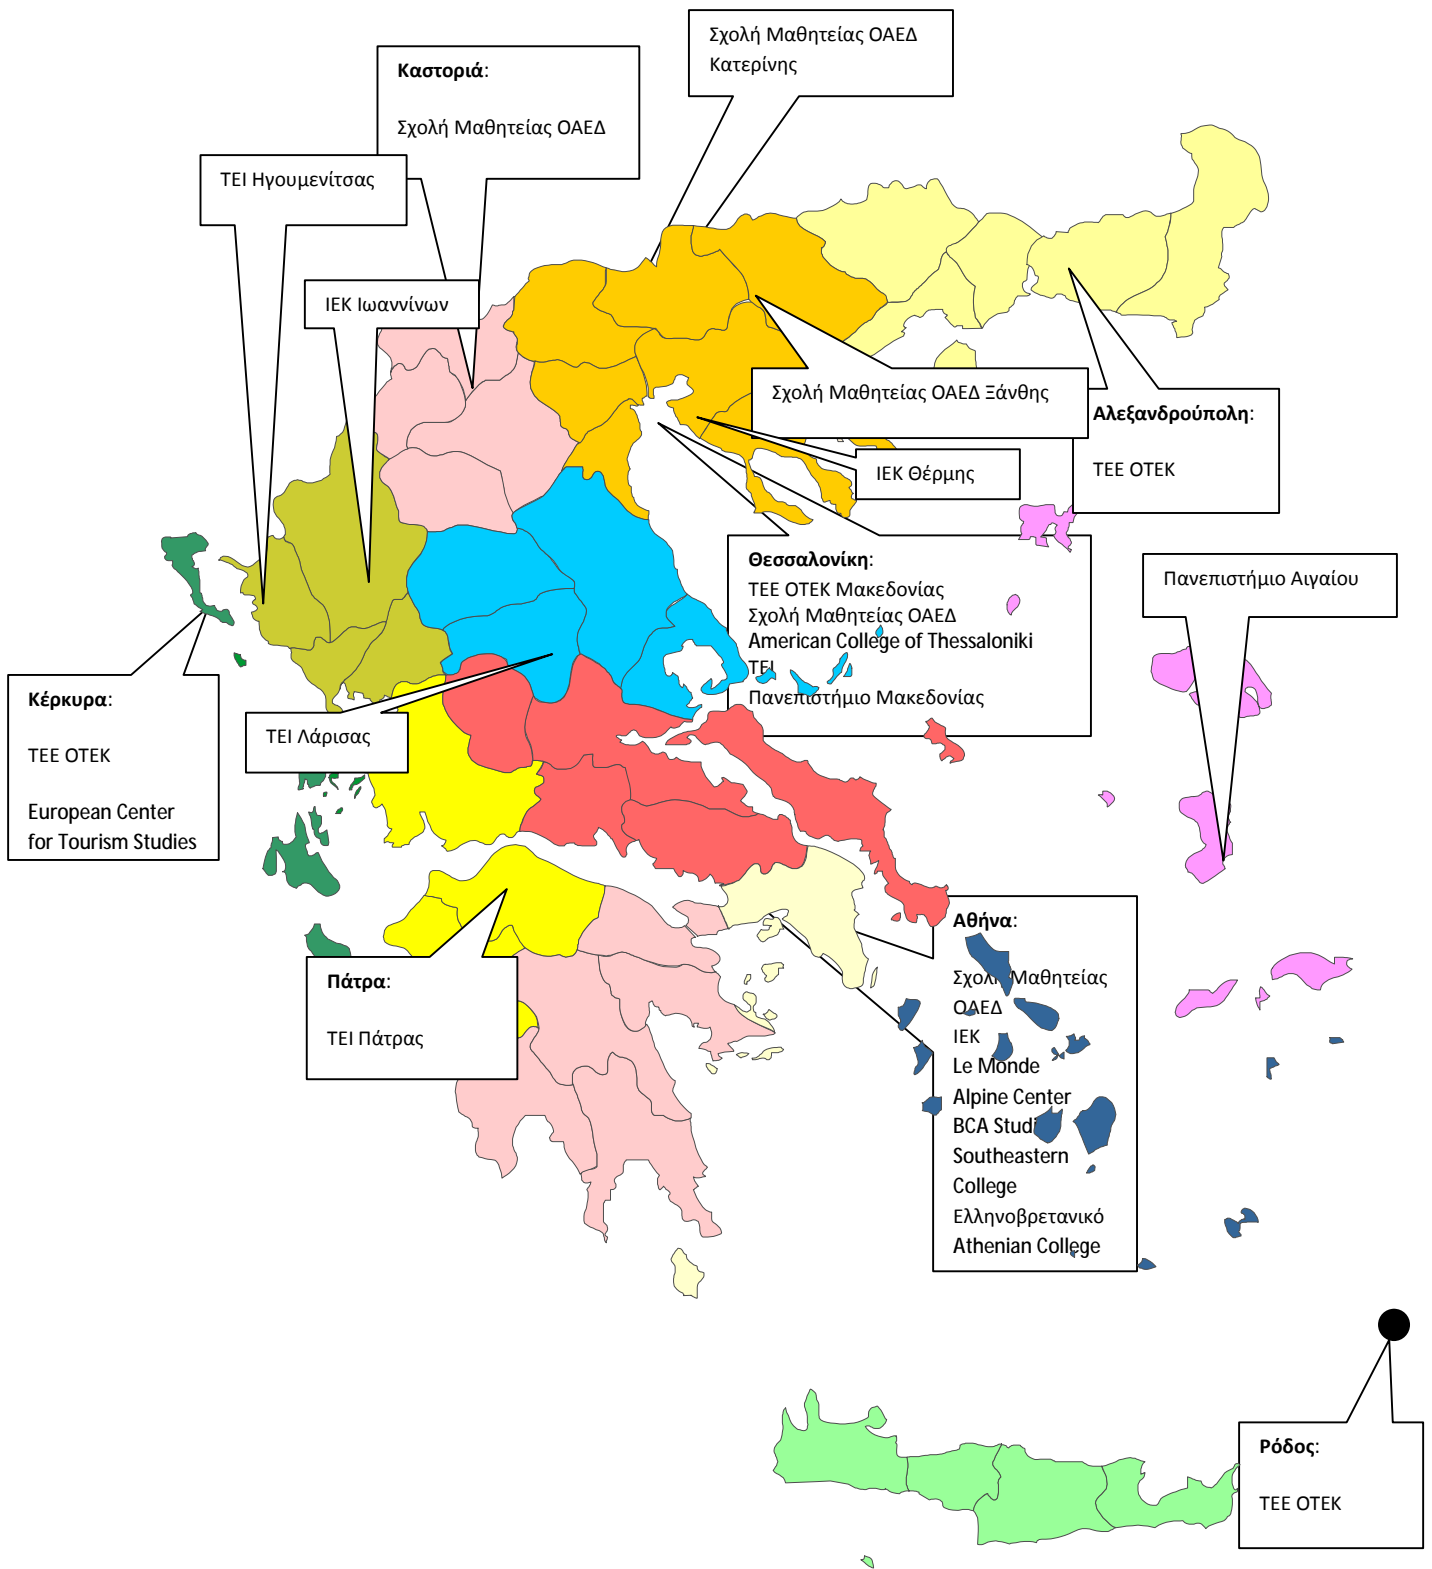 Σχολή Μαθητείας ΟΑΕΔ
Κατερίνης
Καστοριά:
Σχολή Μαθητείας ΟΑΕΔ
ΤΕΙ Ηγουμενίτσας
ΙΕΚ Ιωαννίνων
Σχολή Μαθητείας ΟΑΕΔ Ξάνθης
Αλεξανδρούπολη:
ΤΕΕ ΟΤΕΚ
ΙΕΚ Θέρμης
Θεσσαλονίκη:
ΤΕΕ ΟΤΕΚ Μακεδονίας
Σχολή Μαθητείας ΟΑΕΔ
American College of Thessaloniki
ΤΕΙ
Πανεπιστήμιο Μακεδονίας
Πανεπιστήμιο Αιγαίου
Κέρκυρα:
ΤΕΕ ΟΤΕΚ
European Center
for Tourism Studies
ΤΕΙ Λάρισας
Πάτρα:
ΤΕΙ Πάτρας
Αθήνα:
Σχολή Μαθητείας
ΟΑΕΔ
ΙΕΚ
Le Monde
Alpine Center
BCA
Southeastern
College
Ελληνοβρετανικό
Athenian College
Ρόδος:
ΤΕΕ ΟΤΕΚ